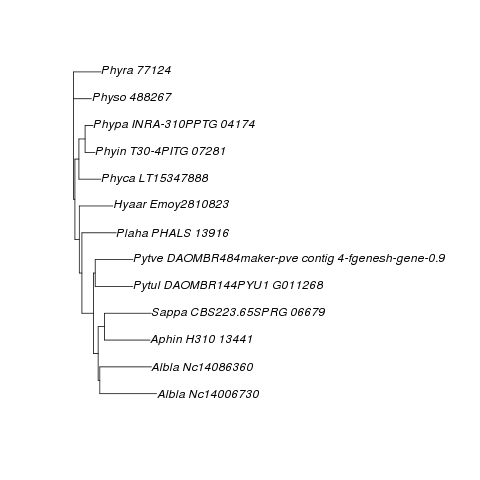 Phyra 77124
Physo 488267
Phypa INRA-310PPTG 04174
Phyin T30-4PITG 07281
Phyca LT15347888
Hyaar Emoy2810823
Plaha PHALS 13916
Pytve DAOMBR484maker-pve contig 4-fgenesh-gene-0.9
Pytul DAOMBR144PYU1 G011268
Sappa CBS223.65SPRG 06679
Aphin H310 13441
Albla Nc14086360
Albla Nc14006730